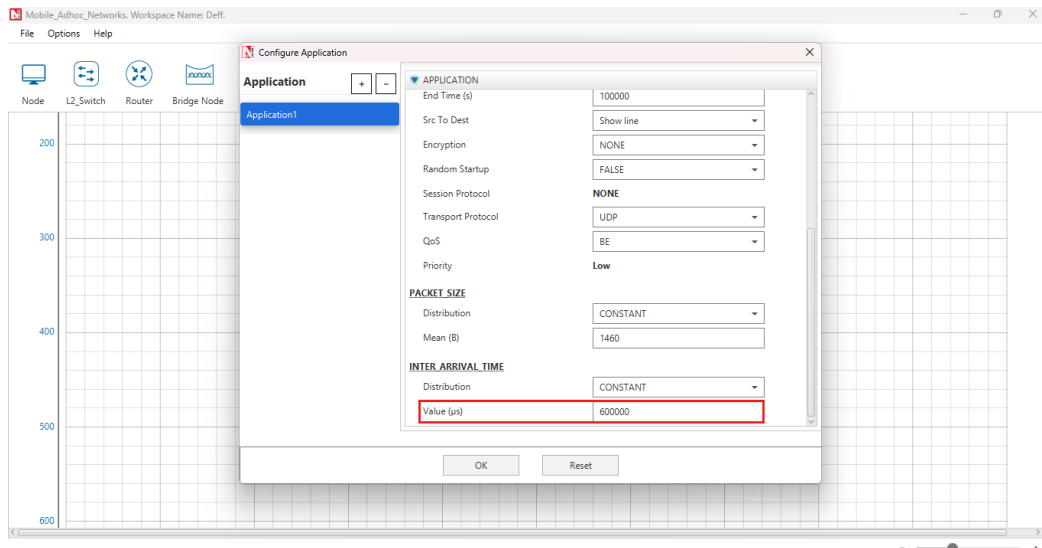 Mobile_Adhoc_Networks. Workspace Name: Deff.
File Options Help
Node L2_Switch Router Bridge Node
200
300
400
500
600
Configure Application
Application + -
Application1
APPLICATION
End Time (s) 100000
Src To Dest Show line
Encryption NONE
Random Startup FALSE
Session Protocol NONE
Transport Protocol UDP
QoS BE
Priority Low
PACKET SIZE
Distribution CONSTANT
Mean (B) 1460
INTER ARRIVAL TIME
Distribution CONSTANT
Value (µs) 600000
OK Reset